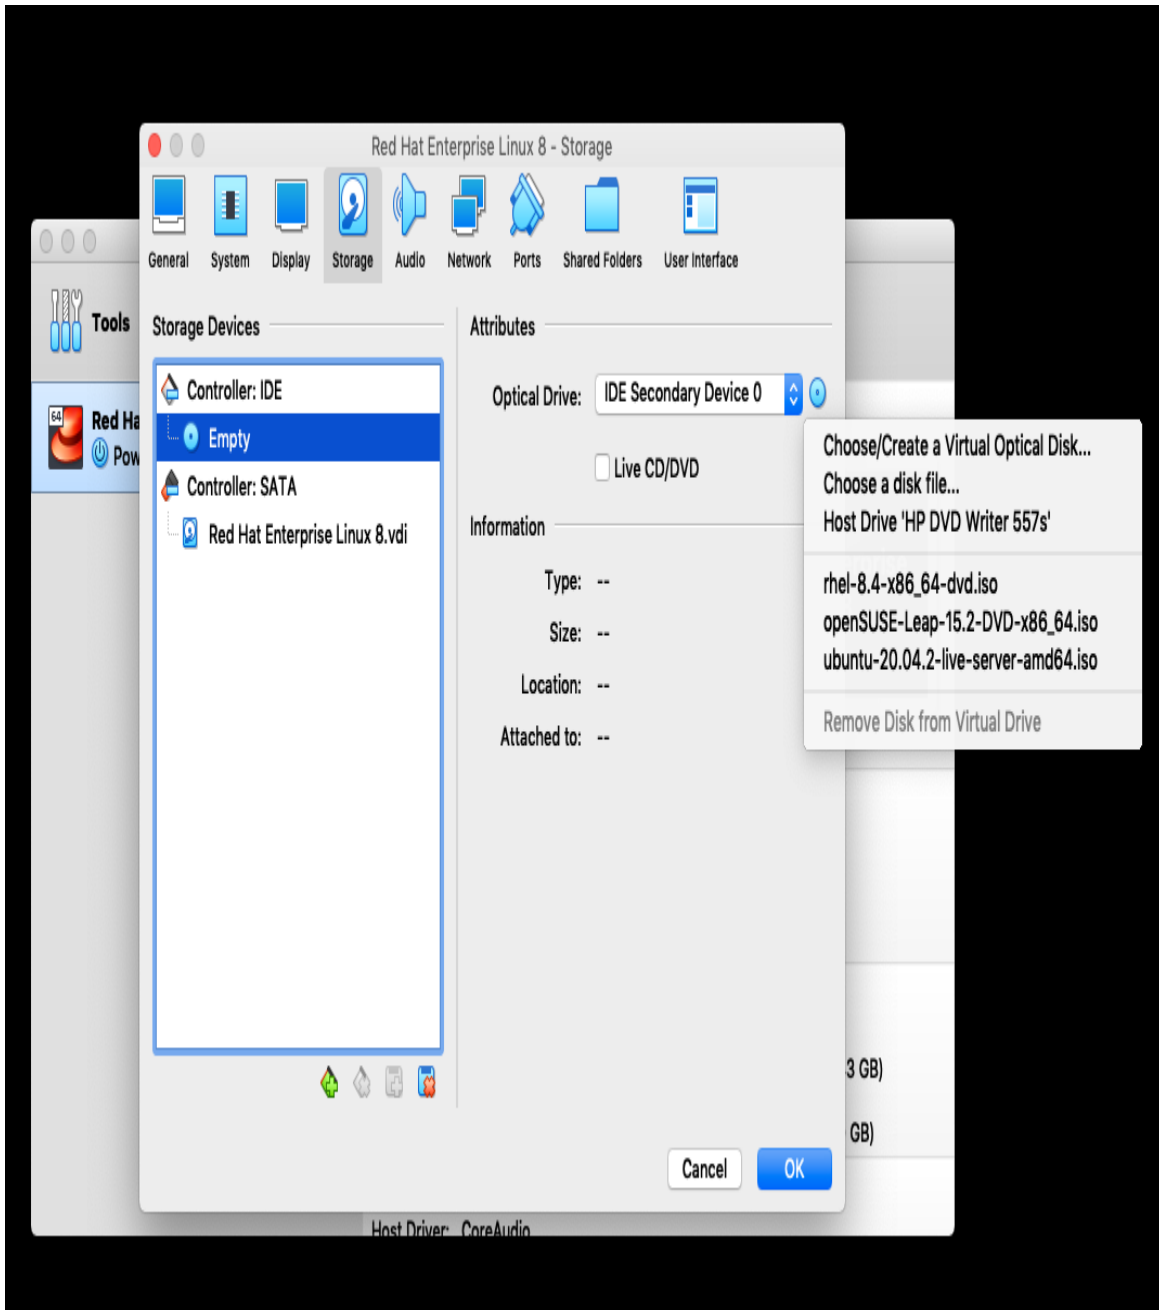 Red Hat Enterprise Linux 8 - Storage
General System Display Storage Audio Network Ports Shared Folders User Interface
Tools
64
Red Ha
Pow
Storage Devices
Controller: IDE
Empty
Controller: SATA
Red Hat Enterprise Linux 8.vdi
Attributes
Optical Drive: IDE Secondary Device 0
Live CD/DVD
Information
Type: --
Size: --
Location: --
Attached to: --
Choose/Create a Virtual Optical Disk...
Choose a disk file...
Host Drive 'HP DVD Writer 557s'
rhel-8.4-x86_64-dvd.iso
openSUSE-Leap-15.2-DVD-x86_64.iso
ubuntu-20.04.2-live-server-amd64.iso
Remove Disk from Virtual Drive
3 GB)
GB)
Cancel OK
Host Driver: CoreAudio